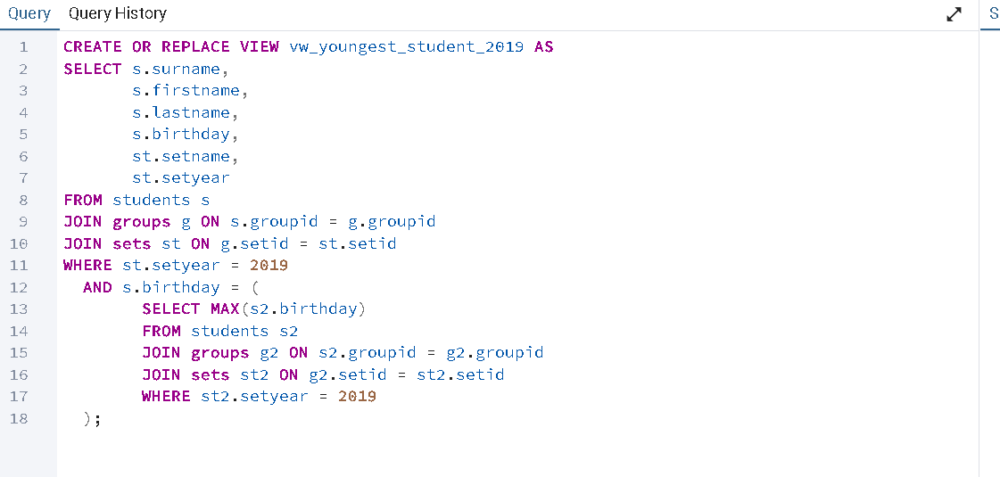 Query Query History S
1 CREATE OR REPLACE VIEW vw_youngest_student_2019 AS
2 SELECT s.surname,
3 s.firstname,
4 s.lastname,
5 s.birthday,
6 st.setname,
7 st.setyear
8 FROM students s
9 JOIN groups g ON s.groupid = g.groupid
10 JOIN sets st ON g.setid = st.setid
11 WHERE st.setyear = 2019
12 AND s.birthday = (
13 SELECT MAX(s2.birthday)
14 FROM students s2
15 JOIN groups g2 ON s2.groupid = g2.groupid
16 JOIN sets st2 ON g2.setid = st2.setid
17 WHERE st2.setyear = 2019
18 );